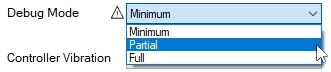 Debug Mode Minimum
Minimum
Partial
Full
Controller Vibration